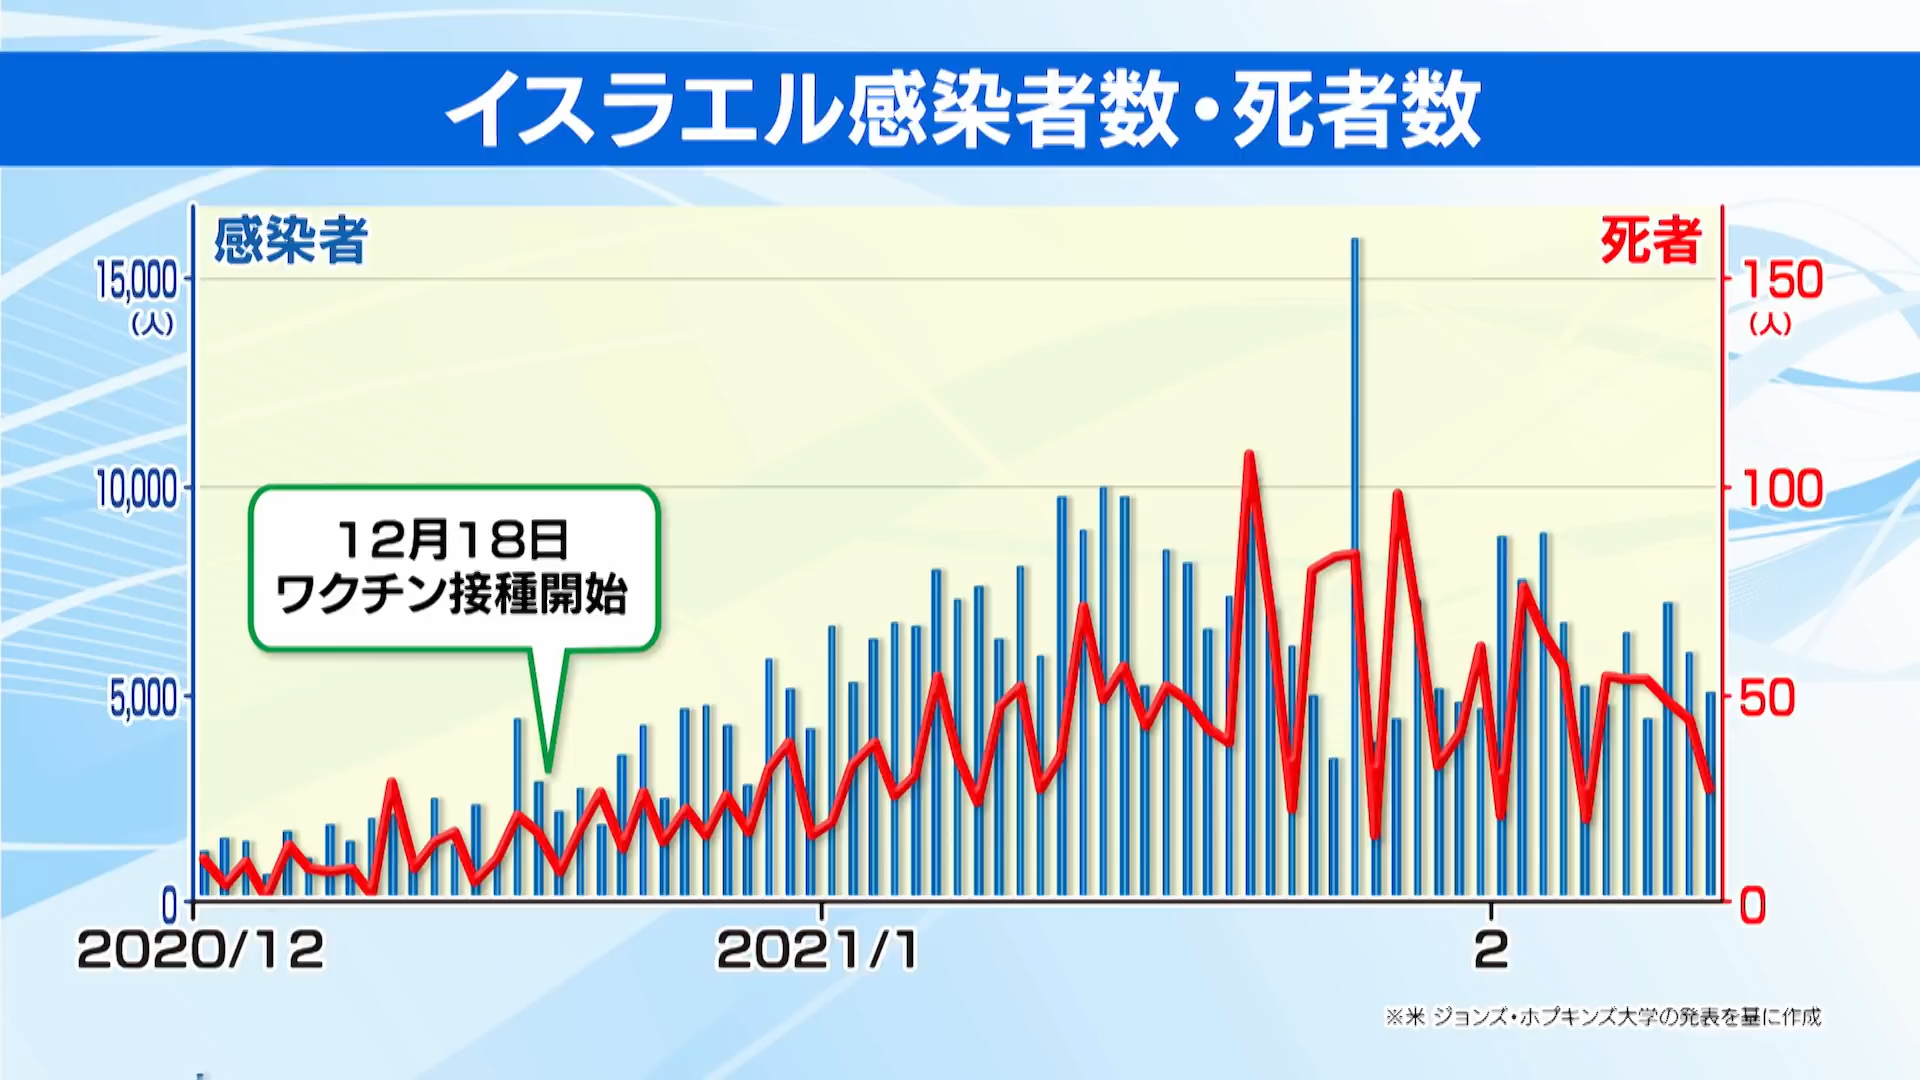 イスラエル感染者数・死者数
感染者
死者
15,000
(人)
150
(人)
10,000
100
12月18日
ワクチン接種開始
5,000
50
0
0
2020/12
2021/1
2
※米 ジョンズ・ホプキンズ大学の発表を基に作成